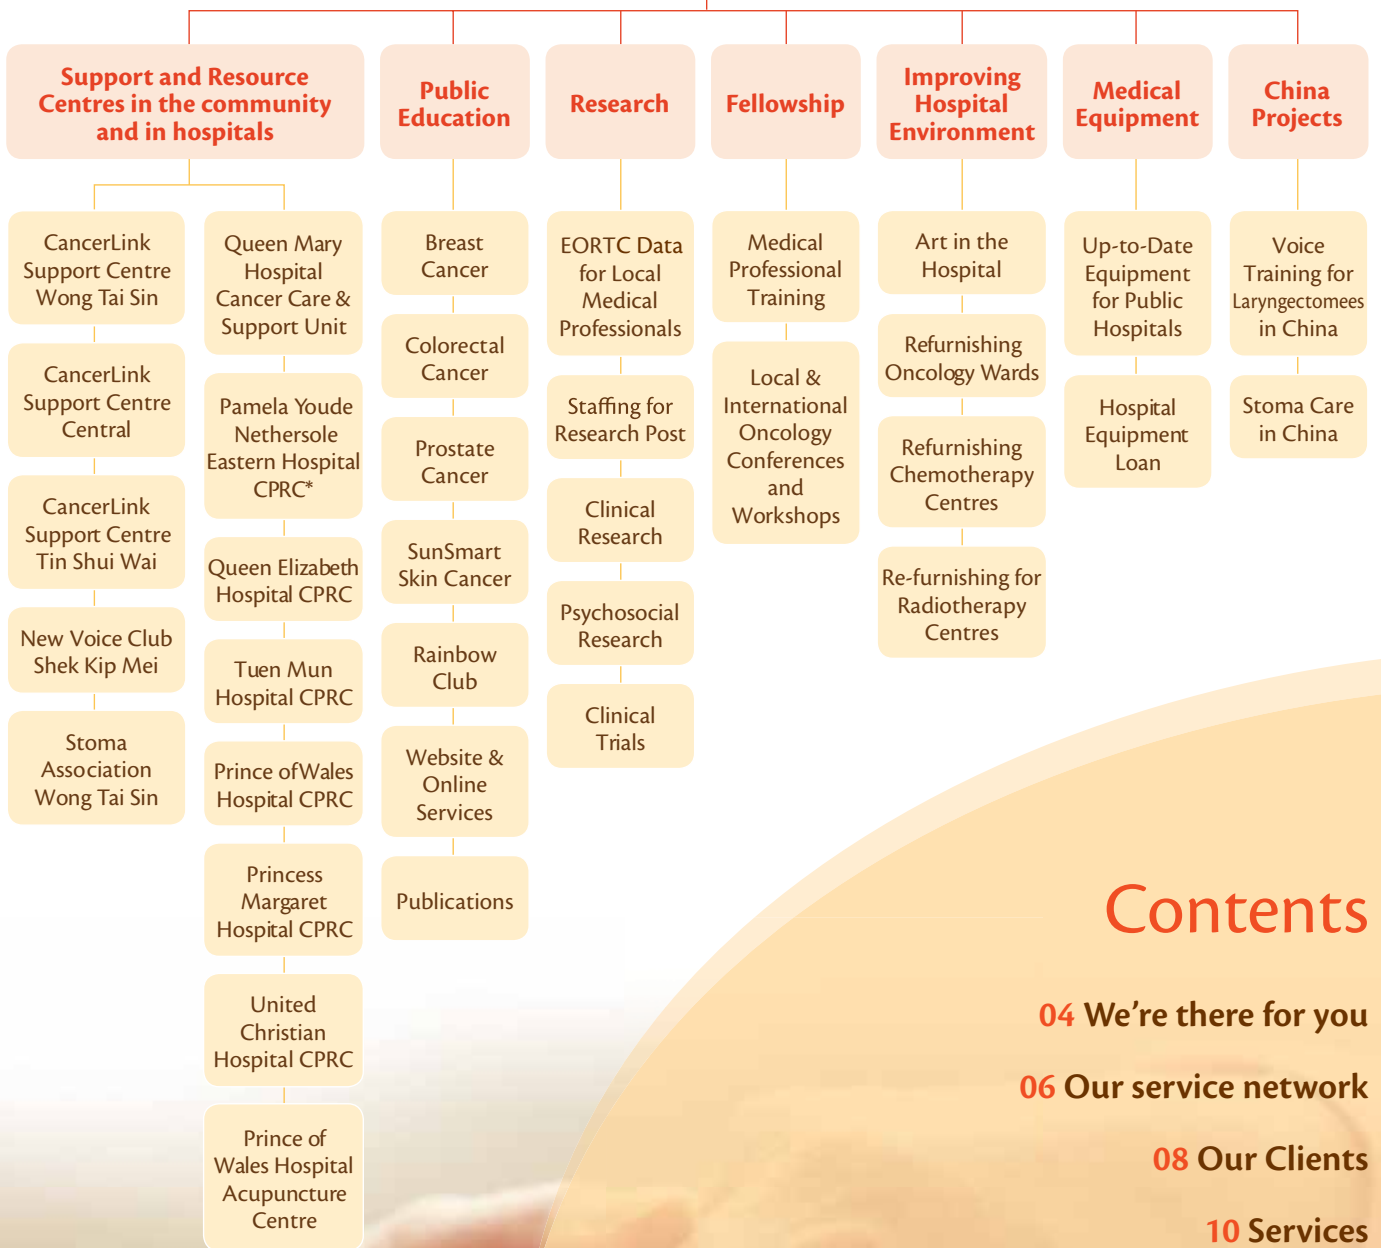 Support and Resource
Centres in the community
and in hospitals
CancerLink
Support Centre
Wong Tai Sin
CancerLink
Support Centre
Central
CancerLink
Support Centre
Tin Shui Wai
New Voice Club
Shek Kip Mei
Stoma
Association
Wong Tai Sin
Queen Mary
Hospital
Cancer Care &
Support Unit
Pamela Youde
Nethersole
Eastern Hospital
CPRC*
Queen Elizabeth
Hospital CPRC
Tuen Mun
Hospital CPRC
Prince of Wales
Hospital CPRC
Princess
Margaret
Hospital CPRC
United
Christian
Hospital CPRC
Prince of
Wales Hospital
Acupuncture
Centre
Public
Education
Breast
Cancer
Colorectal
Cancer
Prostate
Cancer
SunSmart
Skin Cancer
Rainbow
Club
Website &
Online
Services
Publications
Research
EORTC Data
for Local
Medical
Professionals
Staffing for
Research Post
Clinical
Research
Psychosocial
Research
Clinical
Trials
Fellowship
Medical
Professional
Training
Local &
International
Oncology
Conferences
and
Workshops
Improving
Hospital
Environment
Art in the
Hospital
Refurnishing
Oncology Wards
Refurnishing
Chemotherapy
Centres
Re-furnishing for
Radiotherapy
Centres
Medical
Equipment
Up-to-Date
Equipment
for Public
Hospitals
Hospital
Equipment
Loan
China
Projects
Voice
Training for
Laryngectomees
in China
Stoma Care
in China
Contents
04 We're there for you
06 Our service network
08 Our Clients
10 Services